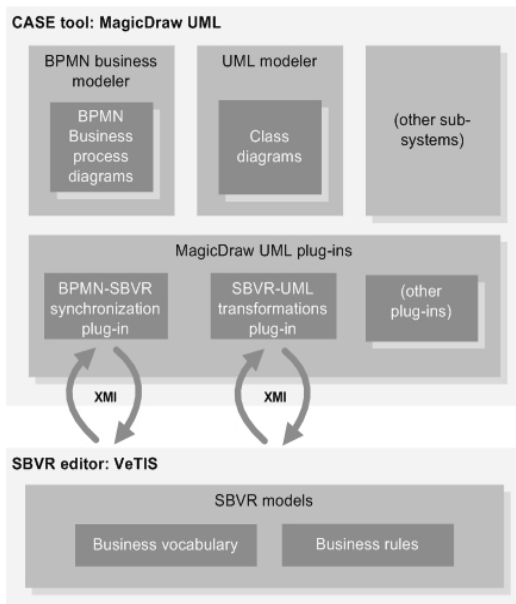 CASE tool: MagicDraw UML
BPMN business
modeler
BPMN
Business
process
diagrams
UML modeler
Class
diagrams
(other sub-
systems)
MagicDraw UML plug-ins
BPMN-SBVR
synchronization
plug-in
SBVR-UML
transformations
plug-in
(other
plug-ins)
XMI
XMI
SBVR editor: VeTIS
SBVR models
Business vocabulary
Business rules